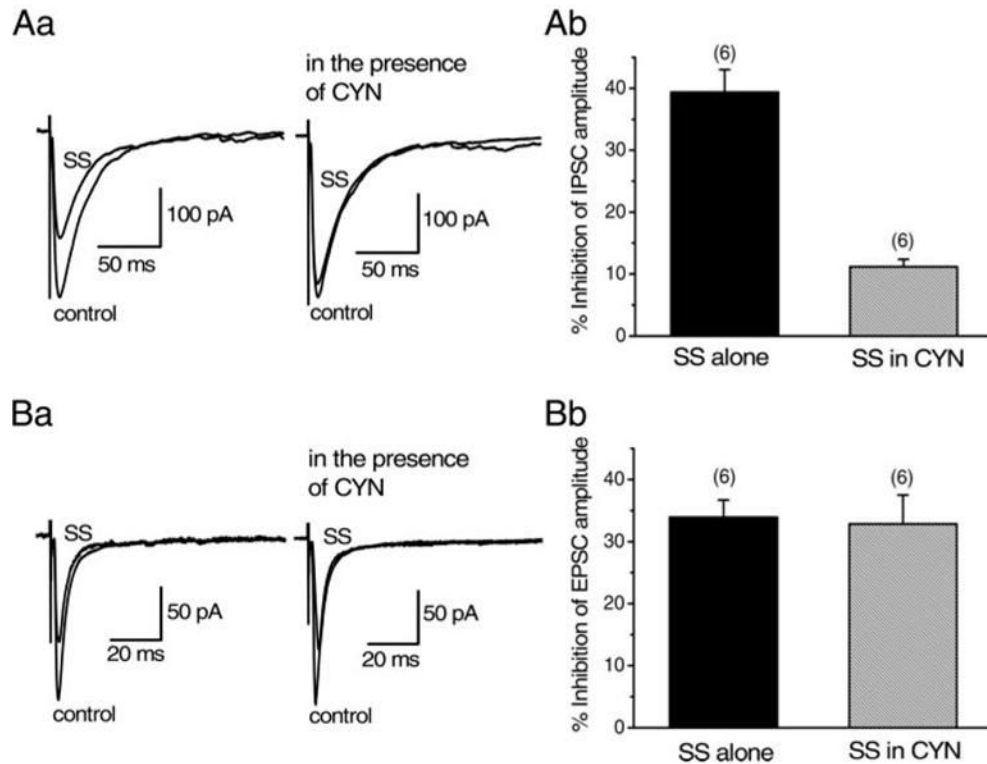 Aa
in the presence
of CYN
SS
100 pA
50 ms
control
SS
100 pA
50 ms
Ab
% Inhibition of IPSC amplitude
40
30
20
10
0
(6)
(6)
SS alone
SS in CYN
Ba
in the presence
of CYN
SS
50 pA
20 ms
control
SS
50 pA
20 ms
control
Bb
% Inhibition of EPSC amplitude
40
30
20
10
0
(6)
(6)
SS alone
SS in CYN
control